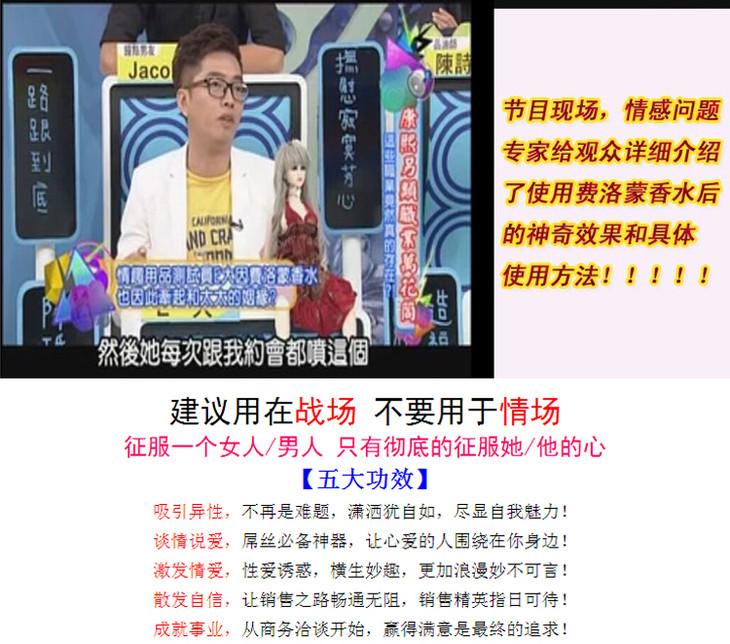 鐘點男友
Jaco
品油師
陳詩
一路跟到底
撫慰寂寞芳心
康熙另類職業萬花筒
這些職業竟然真的存在?!
情趣用品測試員E大因費洛蒙香水
也因此牽起和太太的姻緣?
然後她每次跟我約會都噴這個
节目现场，情感问题
专家给观众详细介绍
了使用费洛蒙香水后
的神奇效果和具体
使用方法！！！！！
建议用在战场 不要用于情场
征服一个女人/男人 只有彻底的征服她/他的心
【五大功效】
吸引异性，不再是难题，潇洒犹自如，尽显自我魅力！
谈情说爱，屌丝必备神器，让心爱的人围绕在你身边！
激发情爱，性爱诱惑，横生妙趣，更加浪漫妙不可言！
散发自信，让销售之路畅通无阻，销售精英指日可待！
成就事业，从商务洽谈开始，赢得满意是最终的追求！